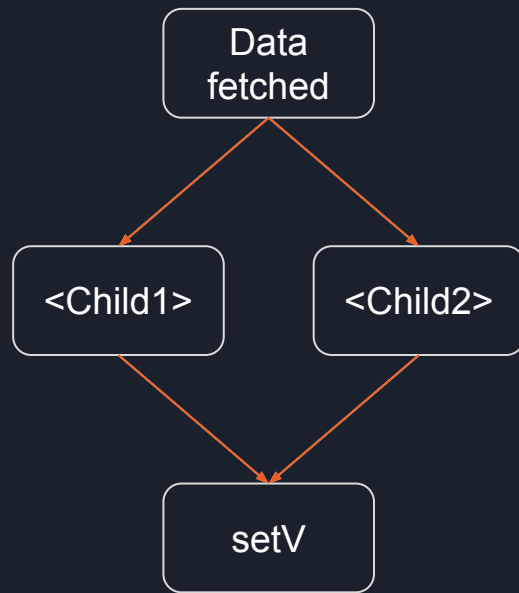 Data
fetched
<Child1>
<Child2>
setV